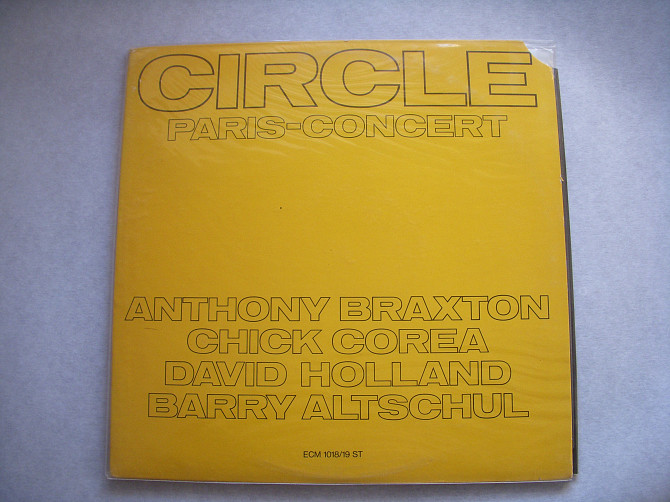 CIRCLE
PARIS-CONCERT
ANTHONY BRAXTON
CHICK COREA
DAVID HOLLAND
BARRY ALTSCHUL
ECM 1018/19 ST